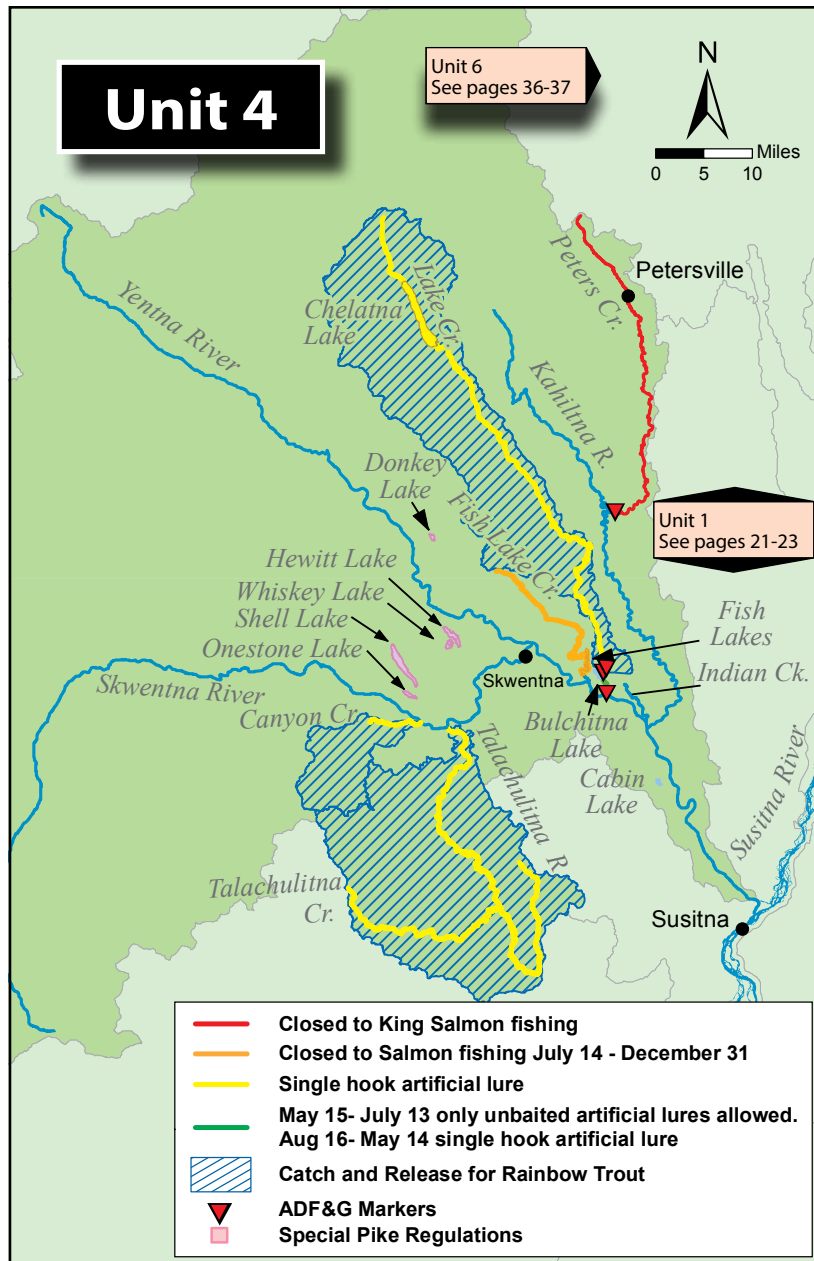 Unit 4
Unit 6
See pages 36-37
N
Miles
0 5 10
Peters Cr.
Petersville
Lake Cr.
Chelatna
Lake
Yentna River
Kahiltna R.
Donkey
Lake
Fish Lake Cr.
Unit 1
See pages 21-23
Hewitt Lake
Whiskey Lake
Shell Lake
Onestone Lake
Fish
Lakes
Skwentna
Indian Ck.
Skwentna River
Canyon Cr.
Bulchitna
Lake
Talachulitna R.
Cabin
Lake
Susitna River
Talachulitna
Cr.
Susitna
Closed to King Salmon fishing
Closed to Salmon fishing July 14 - December 31
Single hook artificial lure
May 15- July 13 only unbaited artificial lures allowed.
Aug 16- May 14 single hook artificial lure
Catch and Release for Rainbow Trout
ADF&G Markers
Special Pike Regulations